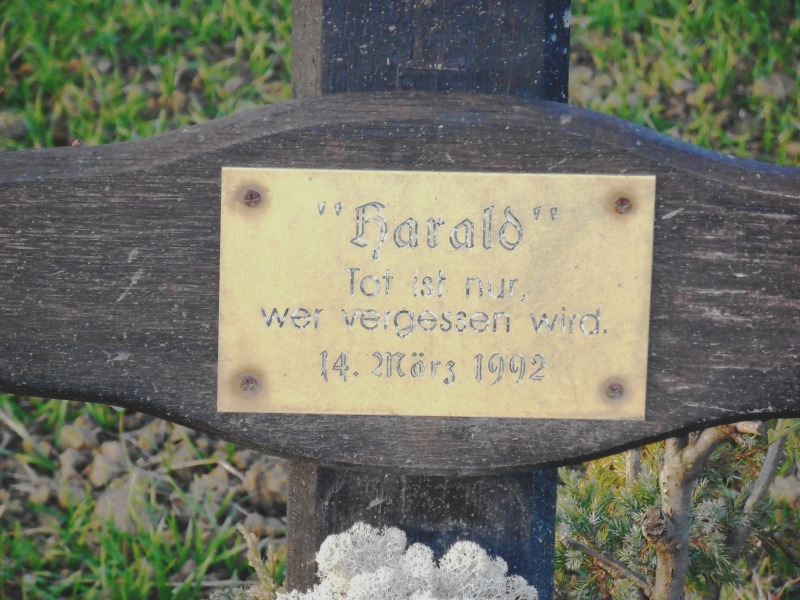 "Harald"
Tot ist nur,
wer vergessen wird.
14. März 1992